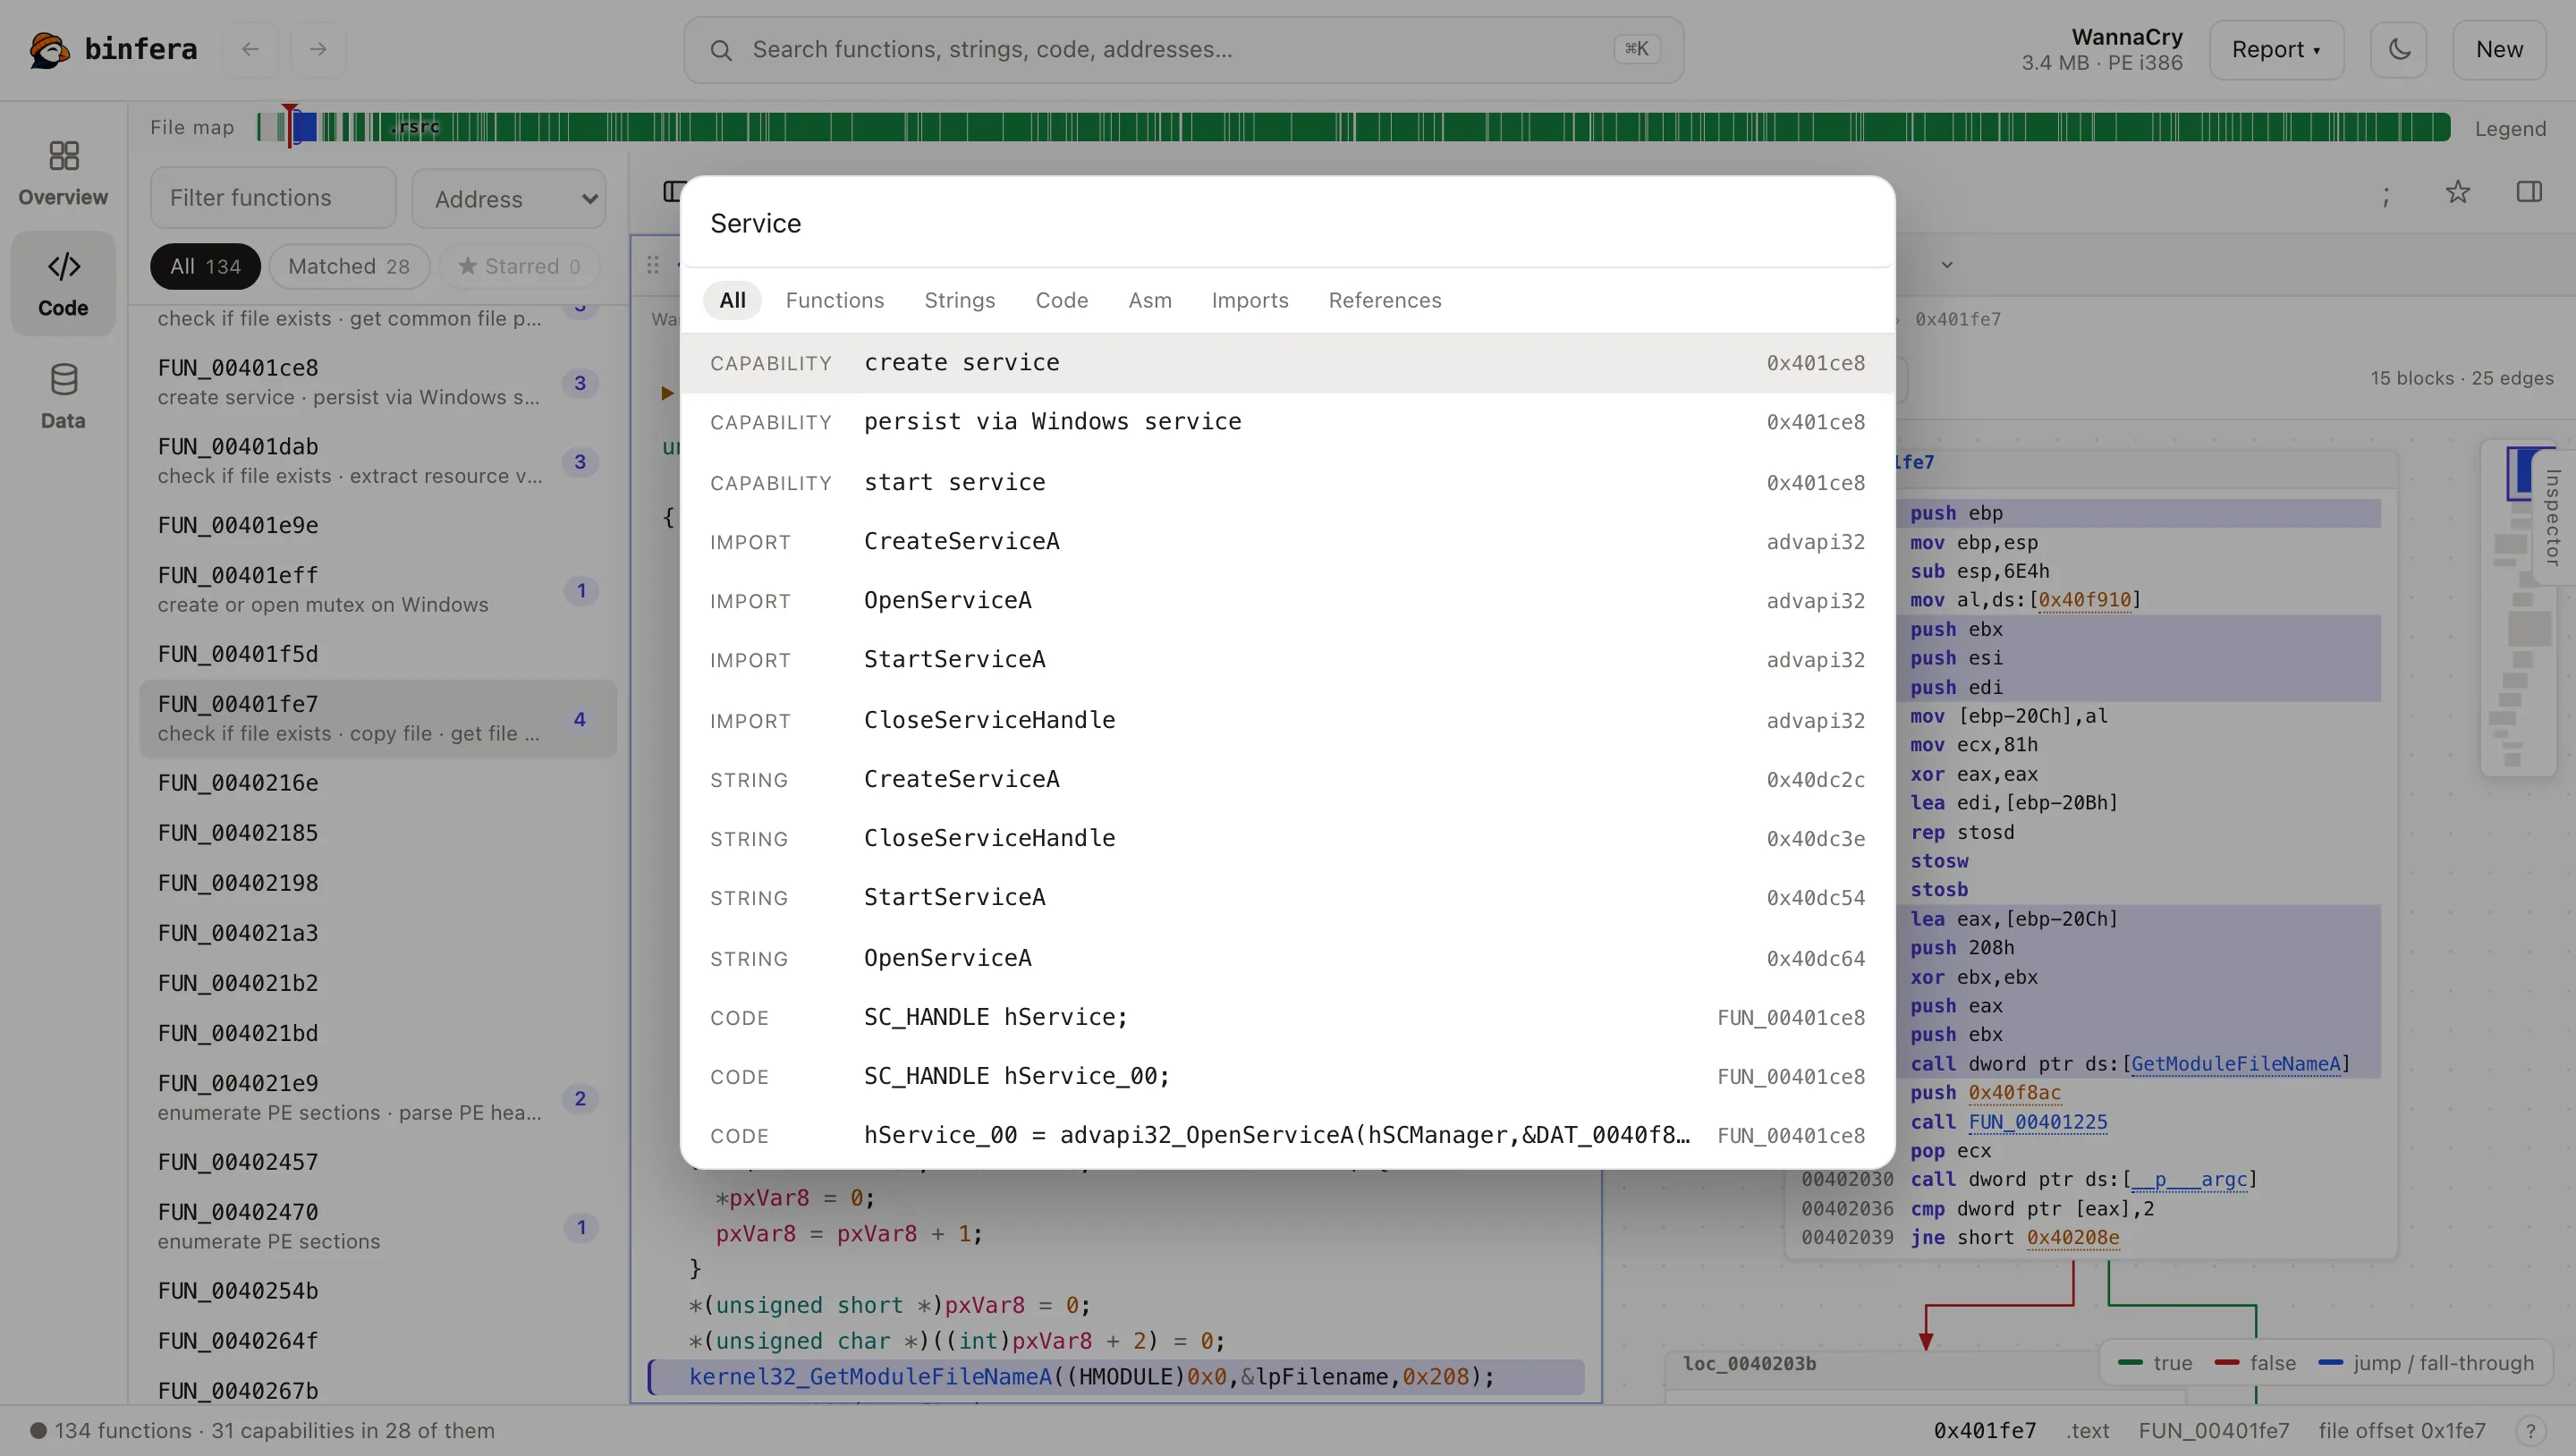 binfera
Search functions, strings, code, addresses...
⌘K
WannaCry
3.4 MB · PE i386
Report ▾
New
File map
.rsrc
Legend
Overview
Code
Data
Filter functions
Address
All 134
Matched 28
★ Starred 0
check if file exists · get common file p...
FUN_00401ce8
create service · persist via Windows s...
3
FUN_00401dab
check if file exists · extract resource v...
3
FUN_00401e9e
FUN_00401eff
create or open mutex on Windows
1
FUN_00401f5d
FUN_00401fe7
check if file exists · copy file · get file ...
4
FUN_0040216e
FUN_00402185
FUN_00402198
FUN_004021a3
FUN_004021b2
FUN_004021bd
FUN_004021e9
enumerate PE sections · parse PE hea...
2
FUN_00402457
FUN_00402470
enumerate PE sections
1
FUN_0040254b
FUN_0040264f
FUN_0040267b
Service
All
Functions
Strings
Code
Asm
Imports
References
CAPABILITY create service 0x401ce8
CAPABILITY persist via Windows service 0x401ce8
CAPABILITY start service 0x401ce8
IMPORT CreateServiceA advapi32
IMPORT OpenServiceA advapi32
IMPORT StartServiceA advapi32
IMPORT CloseServiceHandle advapi32
STRING CreateServiceA 0x40dc2c
STRING CloseServiceHandle 0x40dc3e
STRING StartServiceA 0x40dc54
STRING OpenServiceA 0x40dc64
CODE SC_HANDLE hService; FUN_00401ce8
CODE SC_HANDLE hService_00; FUN_00401ce8
CODE hService_00 = advapi32_OpenServiceA(hSCManager,&DAT_0040f8… FUN_00401ce8
{
*pxVar8 = 0;
pxVar8 = pxVar8 + 1;
}
*(unsigned short *)pxVar8 = 0;
*(unsigned char *)((int)pxVar8 + 2) = 0;
kernel32_GetModuleFileNameA((HMODULE)0x0,&lpFilename,0x208);
;
0x401fe7
15 blocks · 25 edges
Inspector
1fe7
push ebp
mov ebp,esp
sub esp,6E4h
mov al,ds:[0x40f910]
push ebx
push esi
push edi
mov [ebp-20Ch],al
mov ecx,81h
xor eax,eax
lea edi,[ebp-20Bh]
rep stosd
stosw
stosb
lea eax,[ebp-20Ch]
push 208h
xor ebx,ebx
push eax
push ebx
call dword ptr ds:[GetModuleFileNameA]
push 0x40f8ac
call FUN_00401225
pop ecx
00402030 call dword ptr ds:[__p___argc]
00402036 cmp dword ptr [eax],2
00402039 jne short 0x40208e
loc_0040203b
true
false
jump / fall-through
134 functions · 31 capabilities in 28 of them
0x401fe7
.text
FUN_00401fe7
file offset 0x1fe7
?